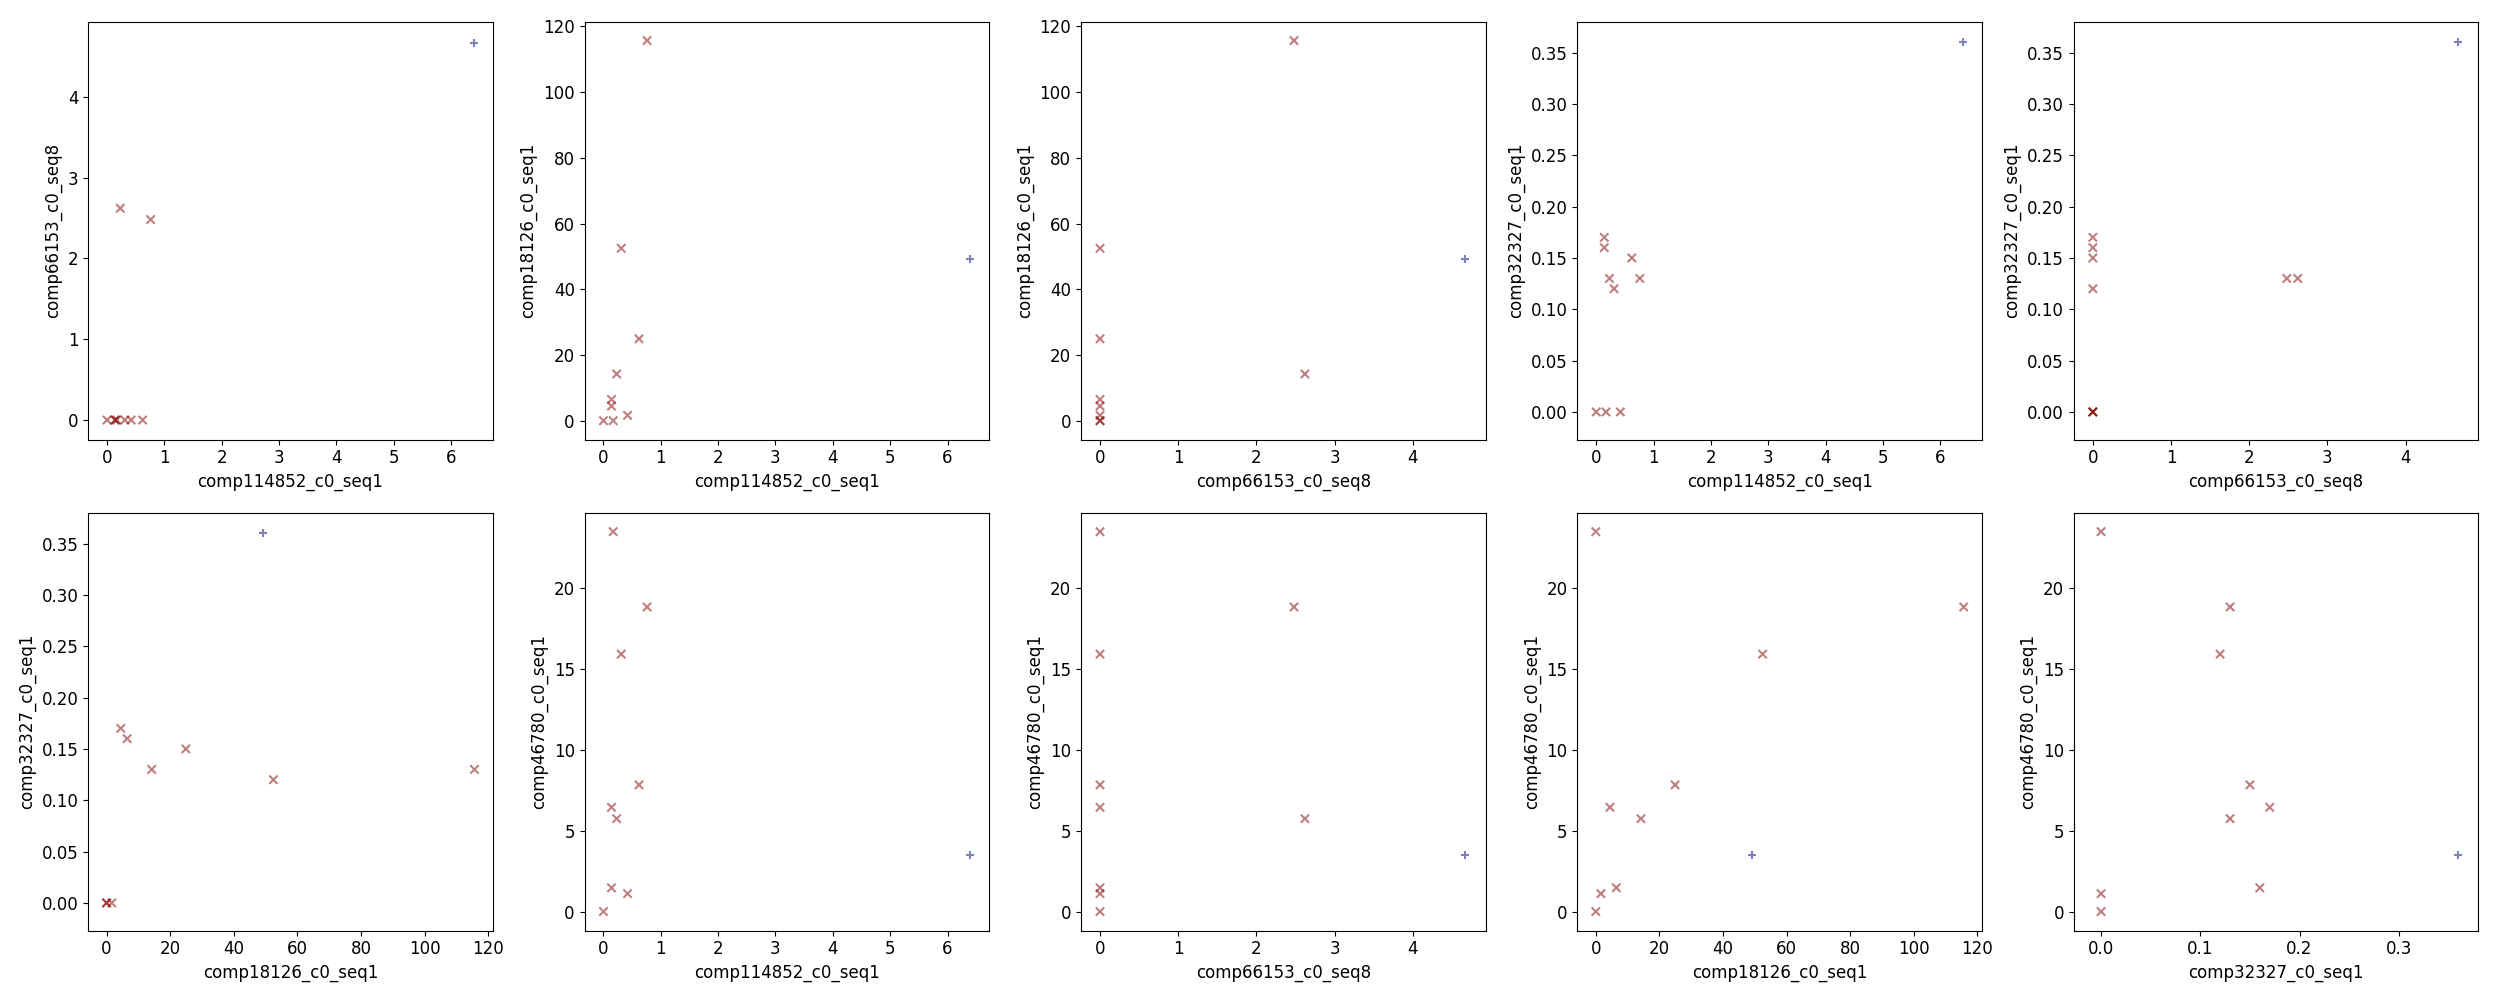 comp66153_c0_seq8
0 1 2 3 4
0 1 2 3 4 5 6
comp114852_c0_seq1
comp18126_c0_seq1
0 20 40 60 80 100 120
0 1 2 3 4 5 6
comp114852_c0_seq1
comp18126_c0_seq1
0 20 40 60 80 100 120
0 1 2 3 4
comp66153_c0_seq8
comp32327_c0_seq1
0.00 0.05 0.10 0.15 0.20 0.25 0.30 0.35
0 1 2 3 4 5 6
comp114852_c0_seq1
comp32327_c0_seq1
0.00 0.05 0.10 0.15 0.20 0.25 0.30 0.35
0 1 2 3 4
comp66153_c0_seq8
comp32327_c0_seq1
0.00 0.05 0.10 0.15 0.20 0.25 0.30 0.35
0 20 40 60 80 100 120
comp18126_c0_seq1
comp46780_c0_seq1
0 5 10 15 20
0 1 2 3 4 5 6
comp114852_c0_seq1
comp46780_c0_seq1
0 5 10 15 20
0 1 2 3 4
comp66153_c0_seq8
comp46780_c0_seq1
0 5 10 15 20
0 20 40 60 80 100 120
comp18126_c0_seq1
comp46780_c0_seq1
0 5 10 15 20
0.0 0.1 0.2 0.3
comp32327_c0_seq1